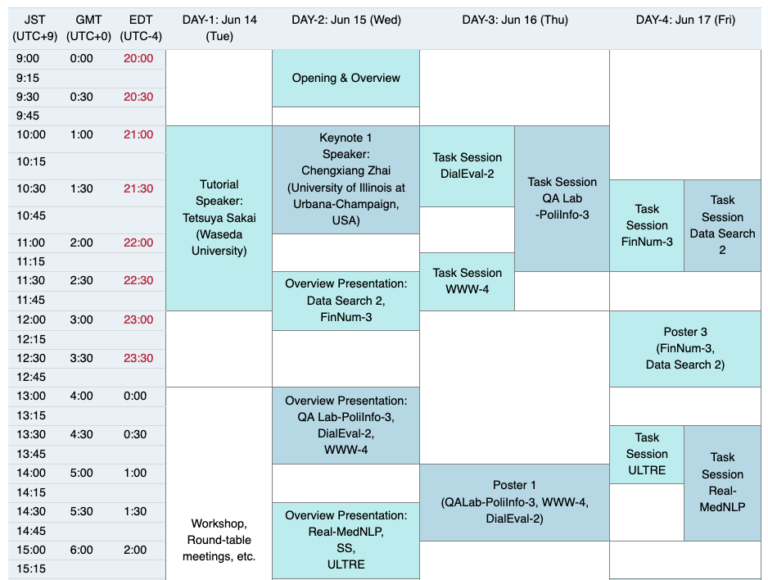 JST GMT EDT DAY-1: Jun 14 DAY-2: Jun 15 (Wed) DAY-3: Jun 16 (Thu) DAY-4: Jun 17 (Fri)
(UTC+9) (UTC+0) (UTC-4) (Tue)
9:00 0:00 20:00
9:15
9:30 0:30 20:30
9:45
10:00 1:00 21:00
10:15
10:30 1:30 21:30
10:45
11:00 2:00 22:00
11:15
11:30 2:30 22:30
11:45
12:00 3:00 23:00
12:15
12:30 3:30 23:30
12:45
13:00 4:00 0:00
13:15
13:30 4:30 0:30
13:45
14:00 5:00 1:00
14:15
14:30 5:30 1:30
14:45
15:00 6:00 2:00
15:15
Tutorial
Speaker:
Tetsuya Sakai
(Waseda
University)
Workshop,
Round-table
meetings, etc.
Opening & Overview
Keynote 1
Speaker:
Chengxiang Zhai
(University of Illinois at
Urbana-Champaign,
USA)
Overview Presentation:
Data Search 2,
FinNum-3
Overview Presentation:
QA Lab-PoliInfo-3,
DialEval-2,
WWW-4
Overview Presentation:
Real-MedNLP,
SS,
ULTRE
Task Session
DialEval-2
Task Session
QA Lab
-PoliInfo-3
Task Session
WWW-4
Poster 1
(QALab-PoliInfo-3, WWW-4,
DialEval-2)
Task
Session
FinNum-3
Task
Session
Data Search
2
Poster 3
(FinNum-3,
Data Search 2)
Task
Session
ULTRE
Task
Session
Real-
MedNLP